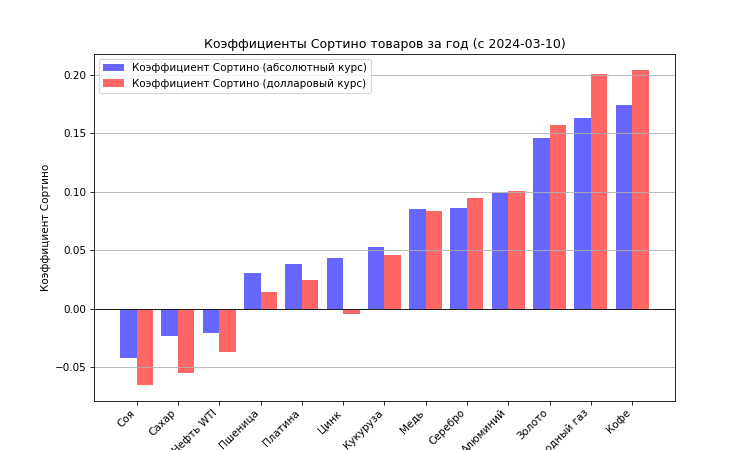 Коэффициенты Сортино товаров за год (с 2024-03-10)
Коэффициент Сортино (абсолютный курс)
Коэффициент Сортино (долларовый курс)
Коэффициент Сортино
0.20
0.15
0.10
0.05
0.00
−0.05
Соя
Сахар
Нефть WTI
Пшеница
Платина
Цинк
Кукуруза
Медь
Серебро
Алюминий
Золото
одный газ
Кофе